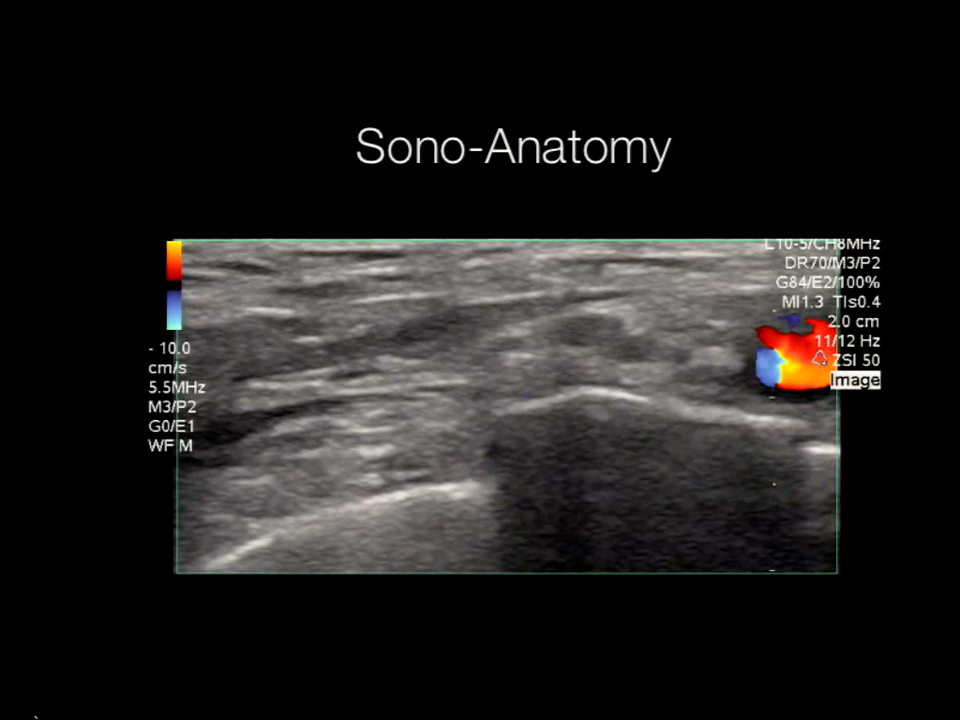 Sono-Anatomy
L10-5/CH8MHz
DR70/M3/P2
G84/E2/100%
MI1.3 TIs0.4
2.0 cm
11/12 Hz
ZSI 50
Image
- 10.0
cm/s
5.5MHz
M3/P2
G0/E1
WF M